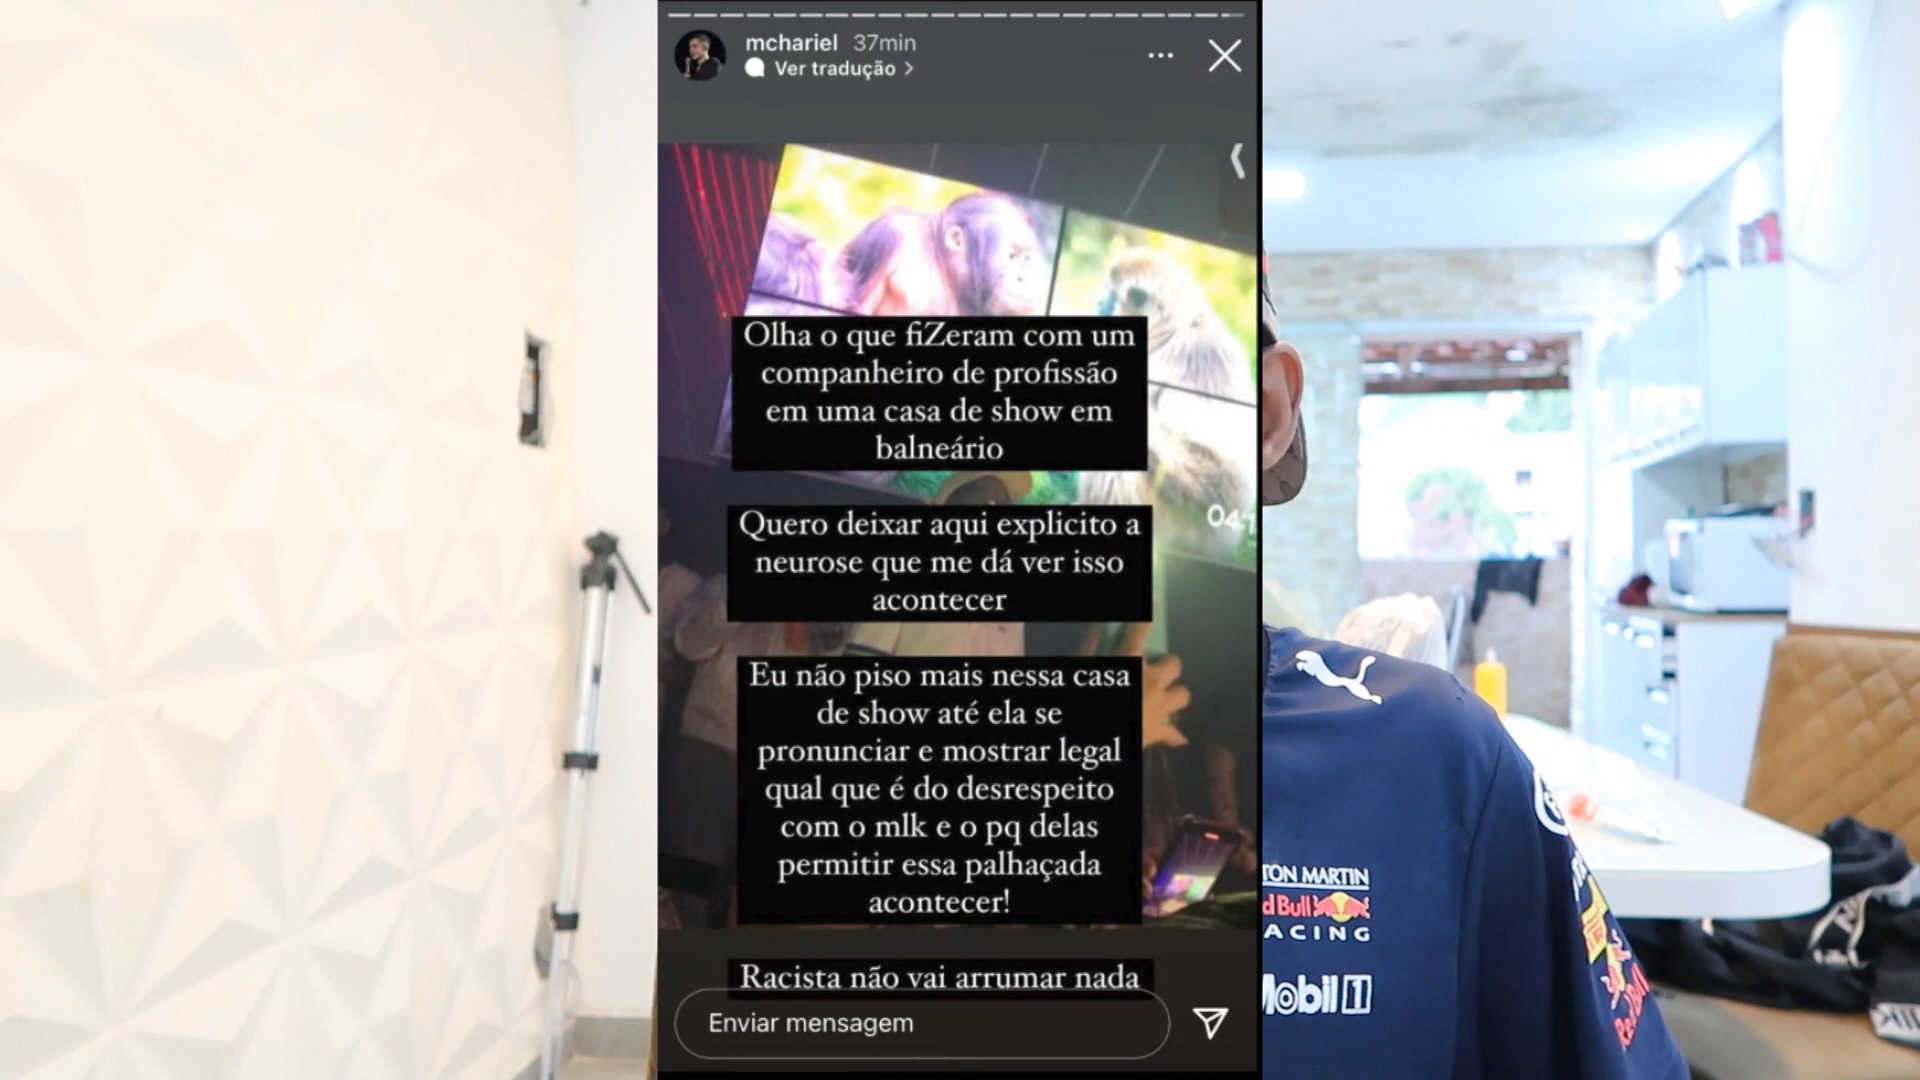 mchariel 37min
Ver tradução
Olha o que fiZeram com um
companheiro de profissão
em uma casa de show em
balneário
04:
Quero deixar aqui explicito a
neurose que me dá ver isso
acontecer
Eu não piso mais nessa casa
de show até ela se
pronunciar e mostrar legal
qual que é do desrespeito
com o mlk e o pq delas
permitir essa palhaçada
acontecer!
Racista não vai arrumar nada
Enviar mensagem
TON MARTIN
d Bull
ACING
Mobil 1